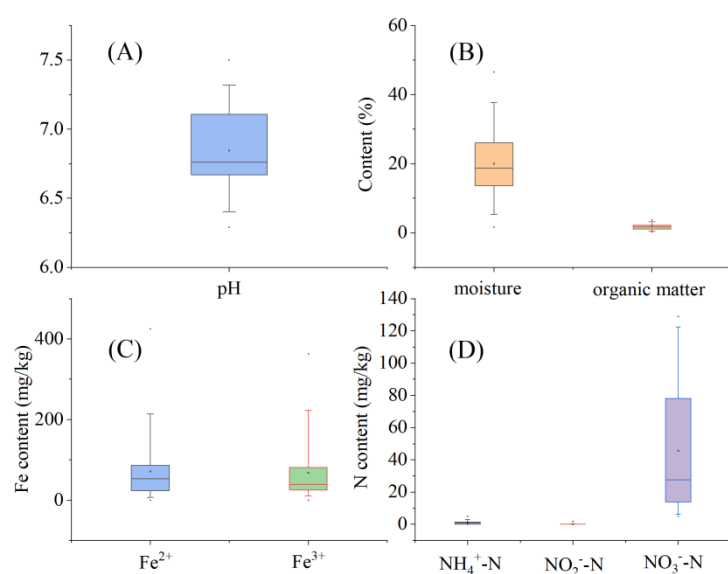 (A)
7.5
7.0
6.5
6.0
pH
(B)
Content (%)
60
40
20
0
moisture
organic matter
(C)
Fe content (mg/kg)
400
200
0
Fe²⁺
Fe³⁺
(D)
N content (mg/kg)
140
120
100
80
60
40
20
0
NH₄⁺-N
NO₂⁻-N
NO₃⁻-N